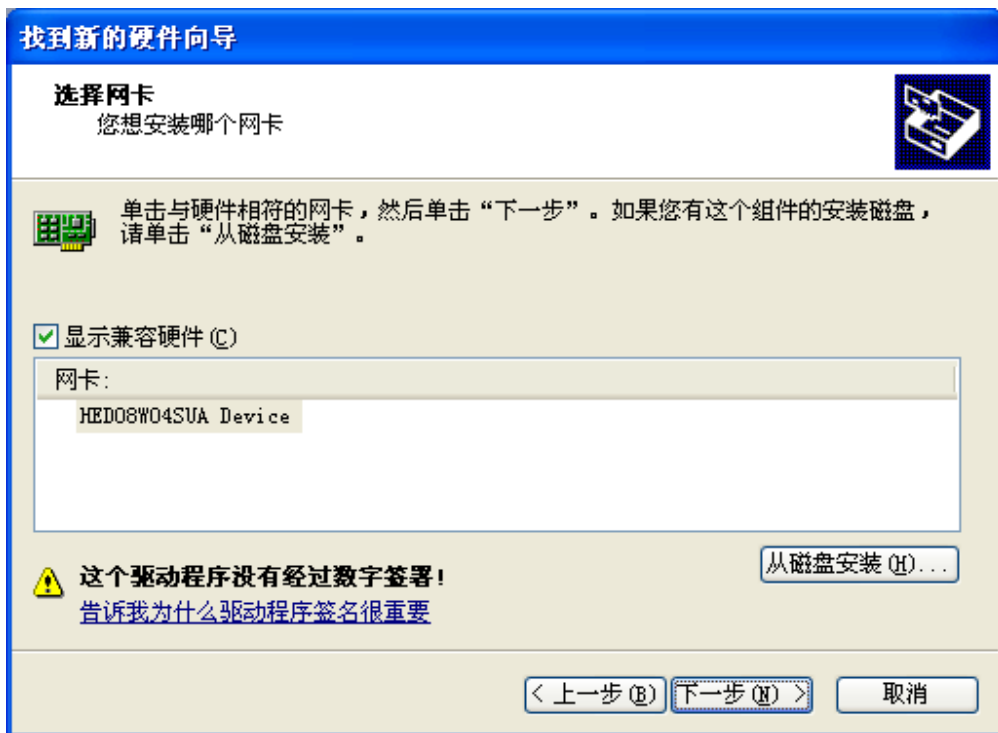 找到新的硬件向导
选择网卡
您想安装哪个网卡
单击与硬件相符的网卡，然后单击“下一步”。如果您有这个组件的安装磁盘，
请单击“从磁盘安装”。
显示兼容硬件(C)
网卡:
HED08W04SUA Device
从磁盘安装(H)...
这个驱动程序没有经过数字签署！
告诉我为什么驱动程序签名很重要
< 上一步(B) 下一步(N) > 取消